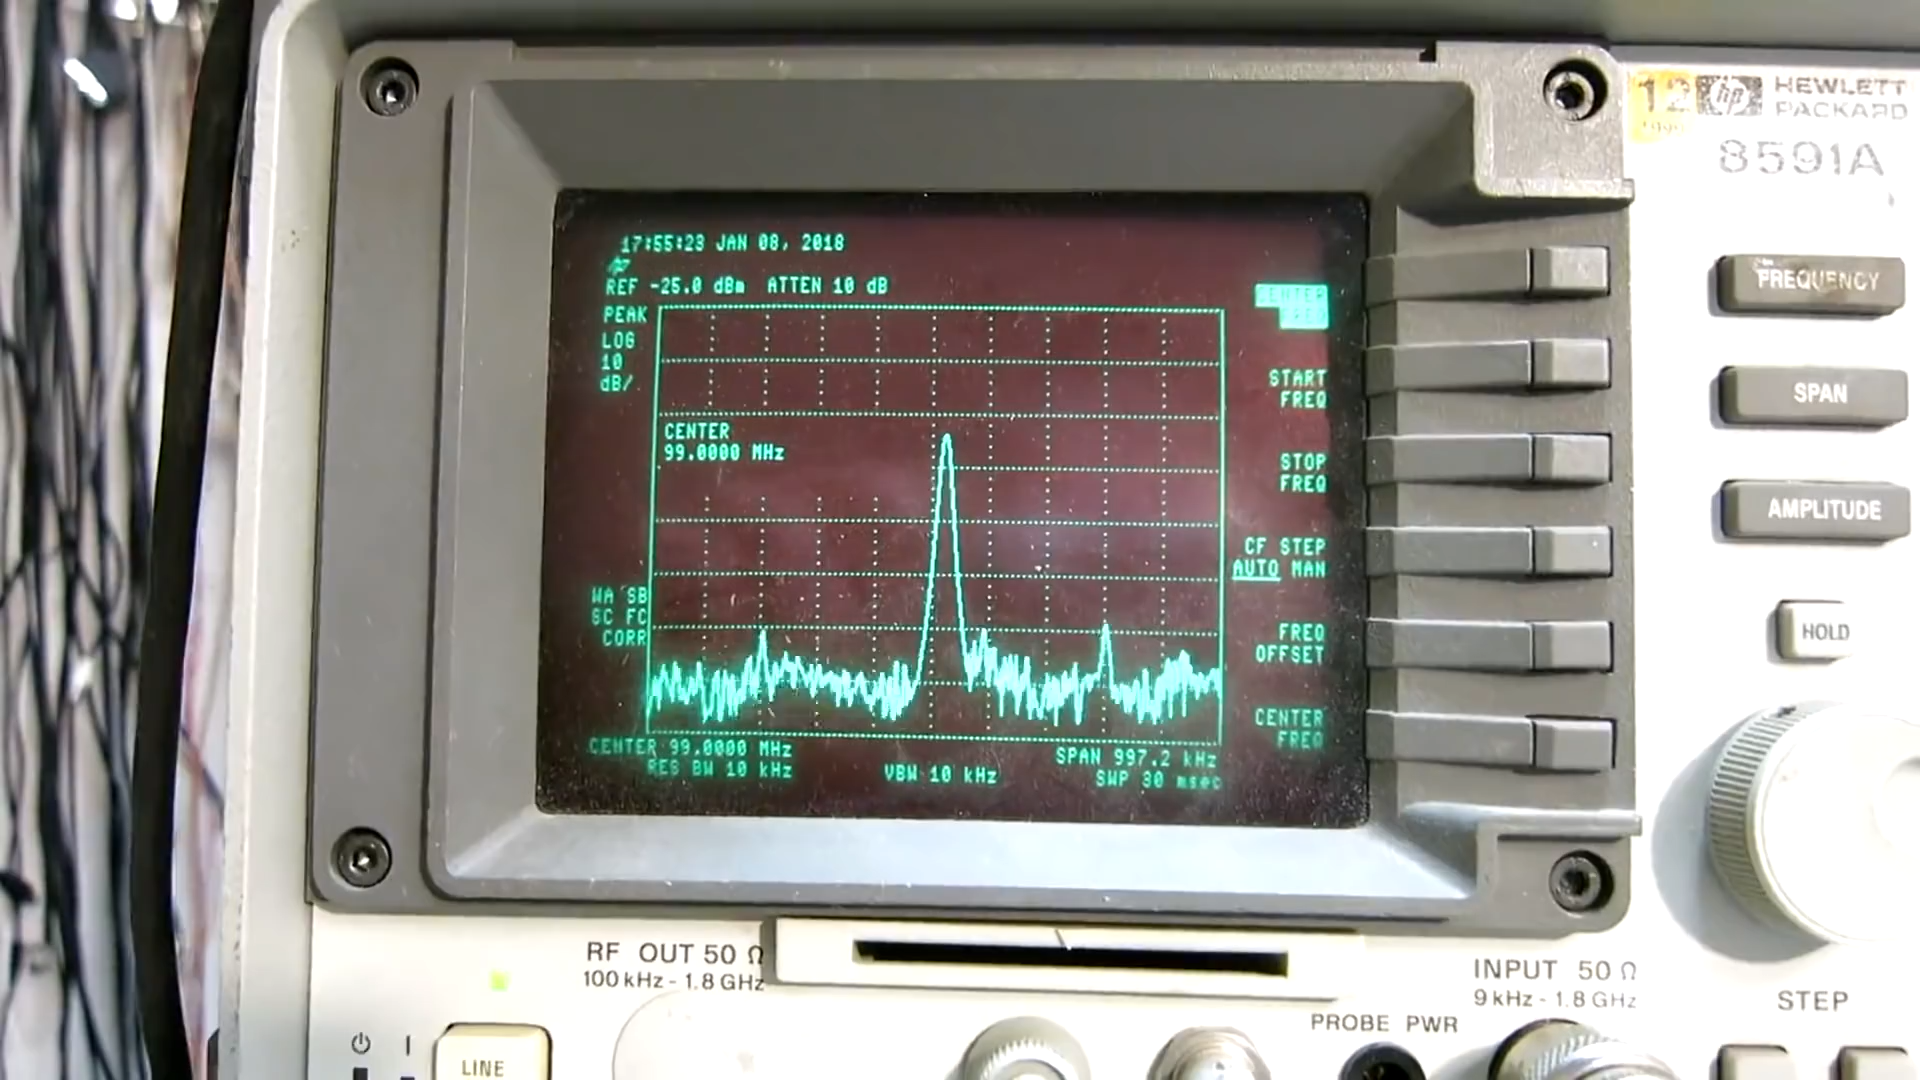 17:55:23 JAN 08, 2018
hp
REF -25.0 dBm ATTEN 10 dB
PEAK
LOG
10
dB/
CENTER
99.0000 MHz
WA SB
SC FC
CORR
CENTER 99.0000 MHz
RES BW 10 kHz
VBW 10 kHz
SPAN 997.2 kHz
SWP 30 msec
CENTER
FREQ
START
FREQ
STOP
FREQ
CF STEP
AUTO MAN
FREQ
OFFSET
CENTER
FREQ
12
hp
HEWLETT
PACKARD
8591A
FREQUENCY
SPAN
AMPLITUDE
HOLD
STEP
RF OUT 50 Ω
100 kHz - 1.8 GHz
INPUT 50 Ω
9 kHz - 1.8 GHz
PROBE PWR
LINE